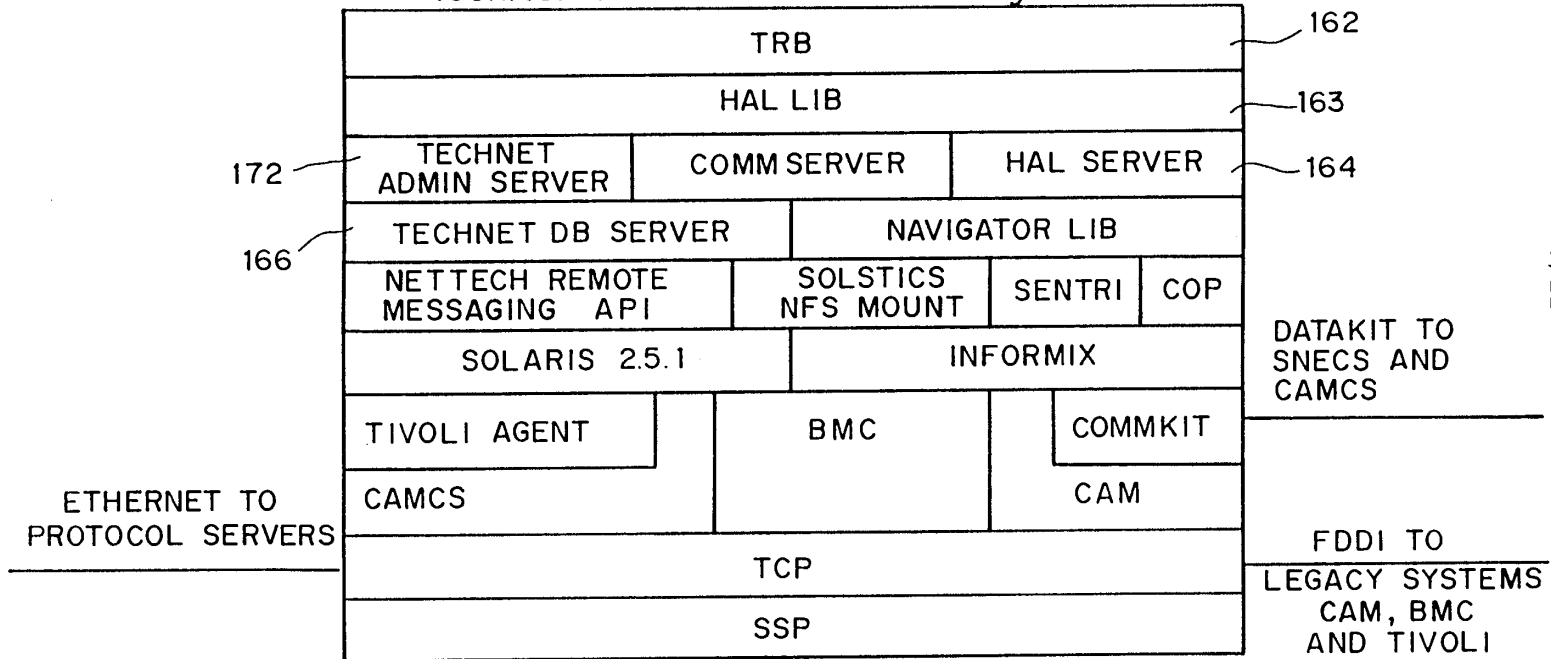 TRB
162
HAL LIB
163
TECHNET
ADMIN SERVER
172
COMM SERVER
HAL SERVER
164
TECHNET DB SERVER
166
NAVIGATOR LIB
NETTECH REMOTE
MESSAGING API
SOLSTICS
NFS MOUNT
SENTRI
COP
SOLARIS 2.5.1
INFORMIX
DATAKIT TO
SNECS AND
CAMCS
TIVOLI AGENT
BMC
COMMKIT
CAMCS
CAM
ETHERNET TO
PROTOCOL SERVERS
TCP
FDDI TO
LEGACY SYSTEMS
CAM, BMC
AND TIVOLI
SSP